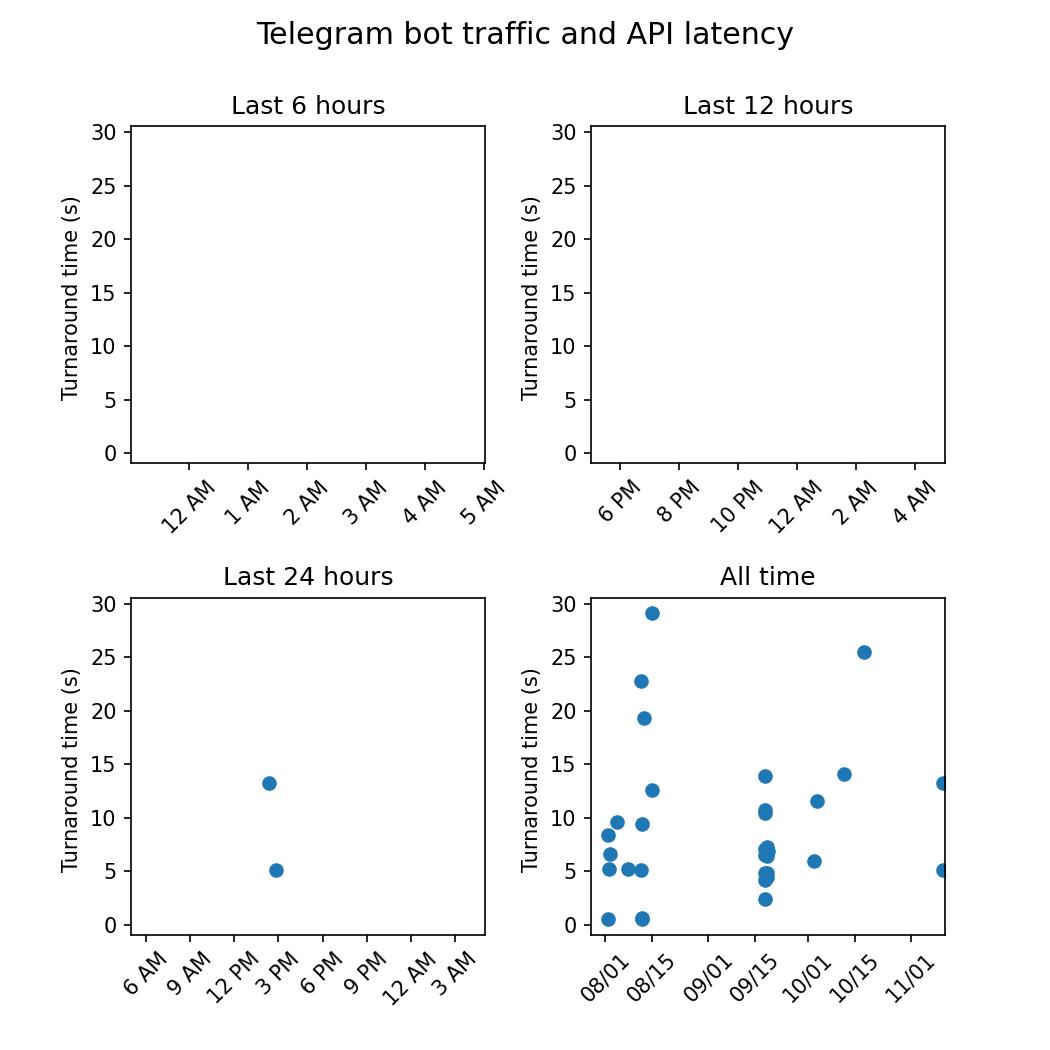 Telegram bot traffic and API latency
Last 6 hours
Turnaround time (s)
30
25
20
15
10
5
0
12 AM
1 AM
2 AM
3 AM
4 AM
5 AM
Last 12 hours
Turnaround time (s)
30
25
20
15
10
5
0
6 PM
8 PM
10 PM
12 AM
2 AM
4 AM
Last 24 hours
Turnaround time (s)
30
25
20
15
10
5
0
6 AM
9 AM
12 PM
3 PM
6 PM
9 PM
12 AM
3 AM
All time
Turnaround time (s)
30
25
20
15
10
5
0
08/01
08/15
09/01
09/15
10/01
10/15
11/01